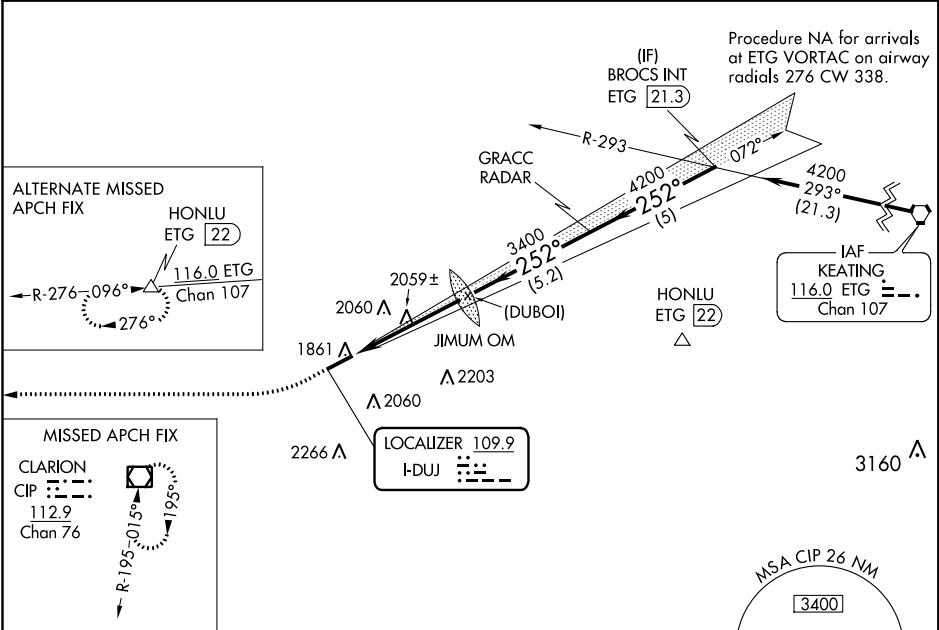 Procedure NA for arrivals
at ETG VORTAC on airway
radials 276 CW 338.
(IF)
BROCS INT
ETG 21.3
R-293
072°
GRACC
RADAR
4200
252°
(5)
4200
293°
(21.3)
3400
252°
(5.2)
IAF
KEATING
116.0 ETG
Chan 107
ALTERNATE MISSED
APCH FIX
HONLU
ETG 22
116.0 ETG
Chan 107
R-276
096°
276°
2059±
2060
(DUBOI)
JIMUM OM
HONLU
ETG 22
1861
2203
2060
2266
LOCALIZER 109.9
I-DUJ
3160
MISSED APCH FIX
CLARION
CIP
112.9
Chan 76
R-195
015°
195°
MSA CIP 26 NM
3400